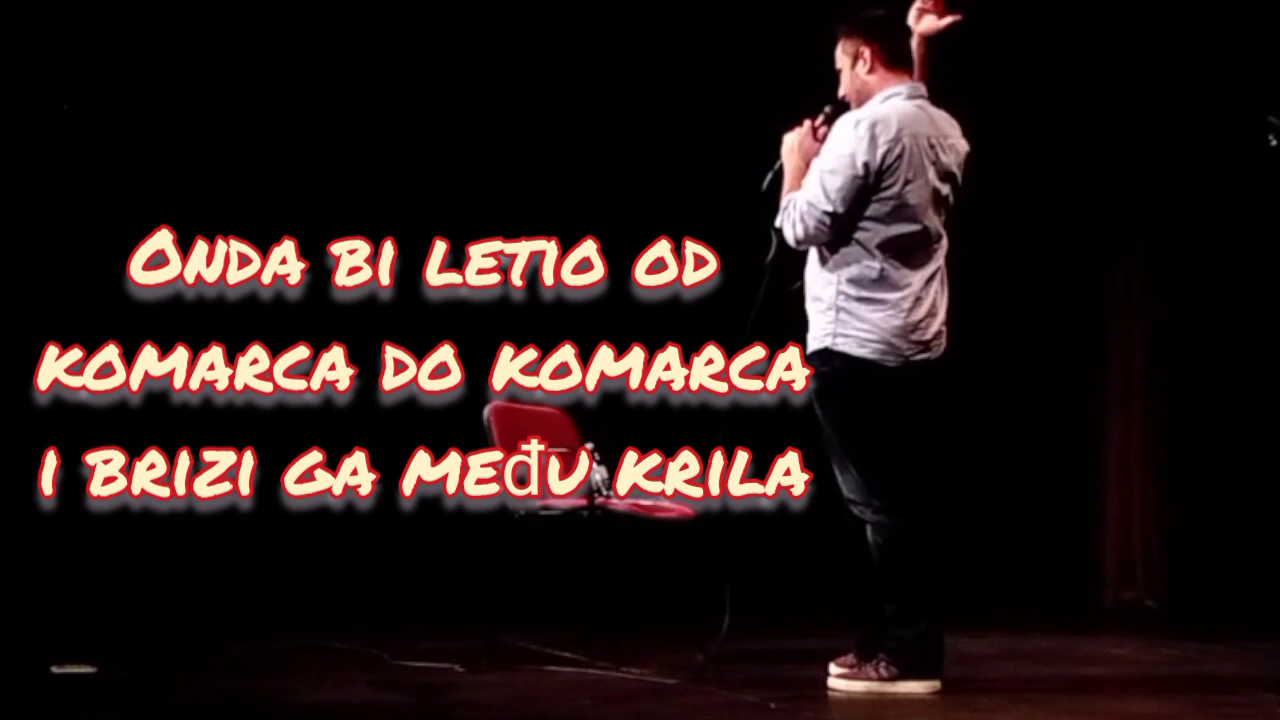 Onda bi letio od
komarca do komarca
i brizi ga među krila